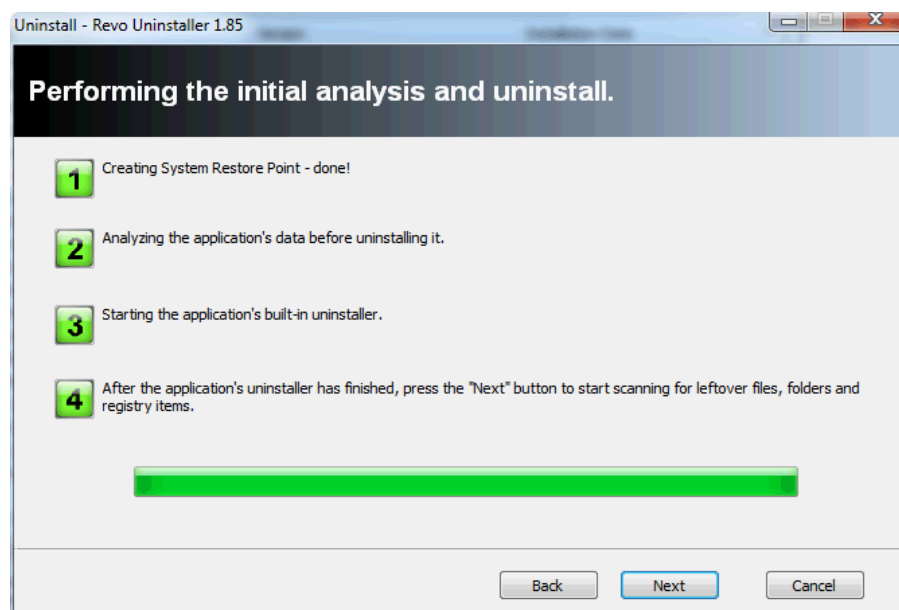 Uninstall - Revo Uninstaller 1.85
Performing the initial analysis and uninstall.
1
Creating System Restore Point - done!
2
Analyzing the application's data before uninstalling it.
3
Starting the application's built-in uninstaller.
4
After the application's uninstaller has finished, press the "Next" button to start scanning for leftover files, folders and
registry items.
Back
Next
Cancel